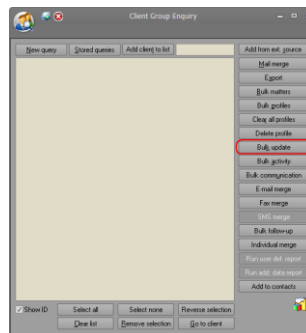 Client Group Enquiry
New query
Stored queries
Add client to list
Add from ext. source
Mail merge
Export
Bulk matters
Bulk profiles
Clear all profiles
Delete profile
Bulk update
Bulk activity
Bulk communication
E-mail merge
Fax merge
SMS merge
Bulk follow-up
Individual merge
Run user def. report
Run add. data report
Add to contacts
Show ID
Select all
Select none
Reverse selection
Clear list
Remove selection
Go to client